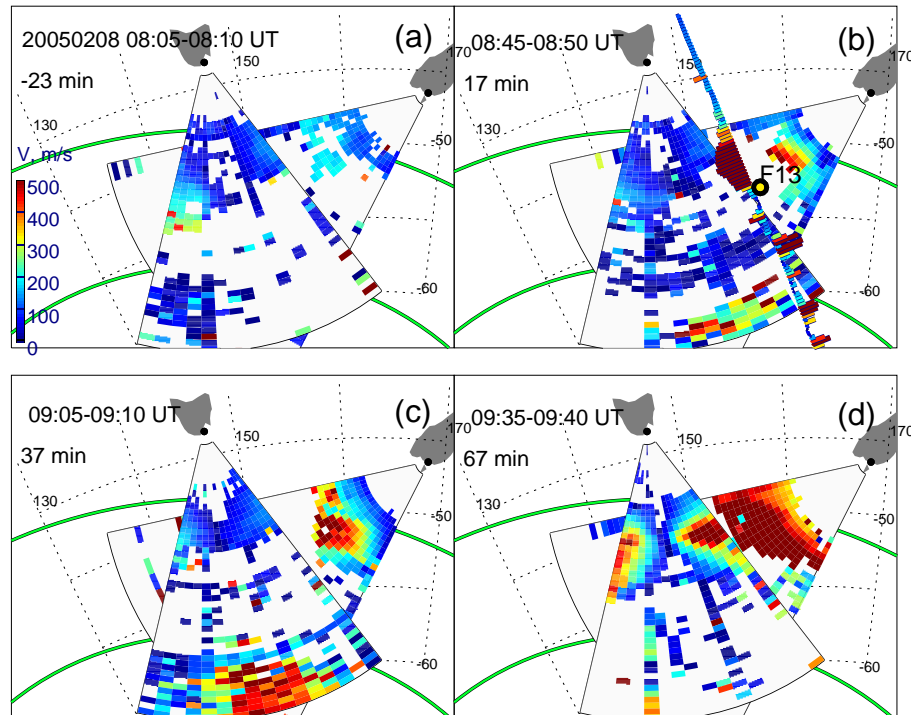 20050208 08:05-08:10 UT
(a)
-23 min
150
170
130
-50
V, m/s
500
400
300
200
100
0
-60
08:45-08:50 UT
(b)
17 min
150
170
130
-50
F13
-60
09:05-09:10 UT
(c)
37 min
150
170
130
-50
-60
09:35-09:40 UT
(d)
67 min
150
170
130
-50
-60